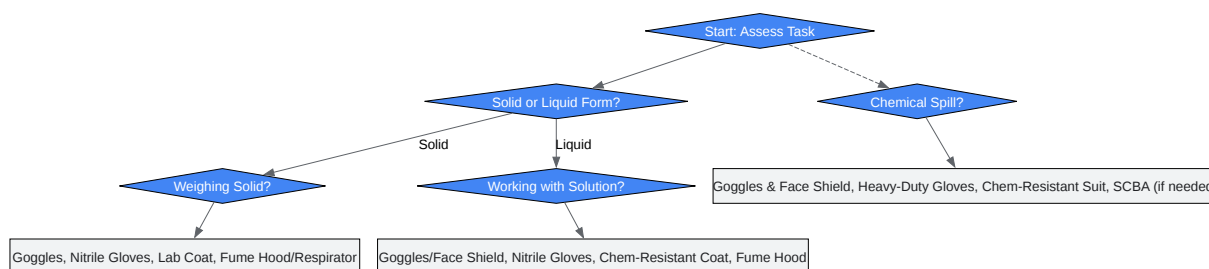 Start: Assess Task
Solid or Liquid Form?
Chemical Spill?
Solid
Liquid
Weighing Solid?
Working with Solution?
Goggles & Face Shield, Heavy-Duty Gloves, Chem-Resistant Suit, SCBA (if needed
Goggles, Nitrile Gloves, Lab Coat, Fume Hood/Respirator
Goggles/Face Shield, Nitrile Gloves, Chem-Resistant Coat, Fume Hood